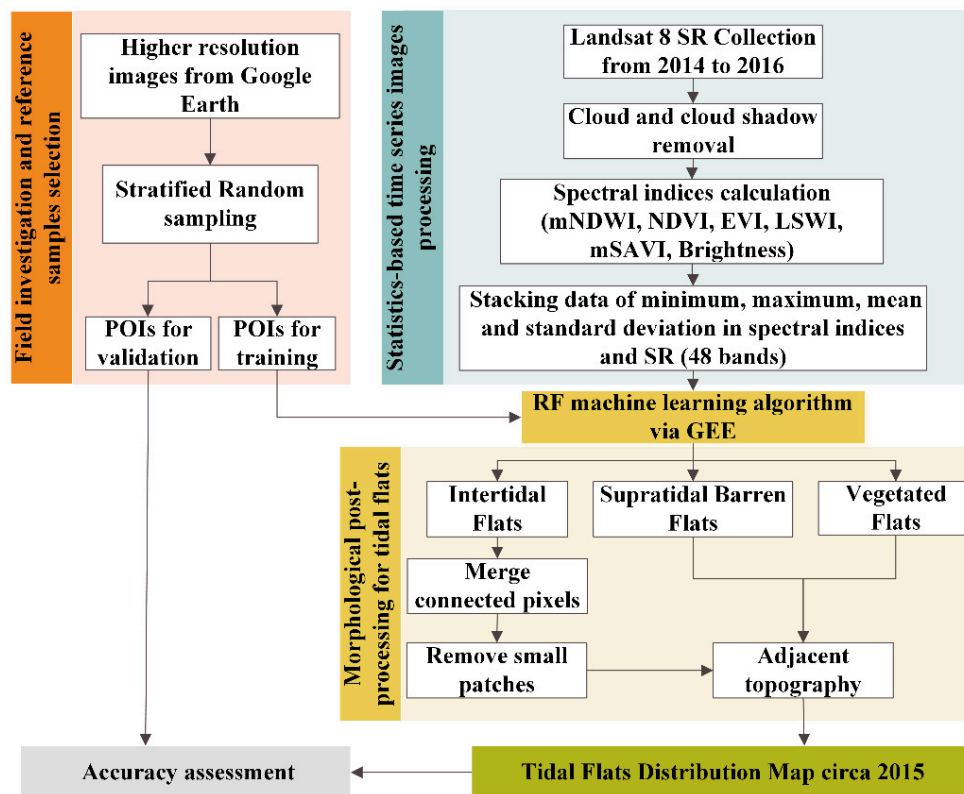 Field investigation and reference
samples selection
Higher resolution
images from Google
Earth
Stratified Random
sampling
POIs for
validation
POIs for
training
Statistics-based time series images
processing
Landsat 8 SR Collection
from 2014 to 2016
Cloud and cloud shadow
removal
Spectral indices calculation
(mNDWI, NDVI, EVI, LSWI,
mSAVI, Brightness)
Stacking data of minimum, maximum, mean
and standard deviation in spectral indices
and SR (48 bands)
RF machine learning algorithm
via GEE
Morphological post-
processing for tidal flats
Intertidal
Flats
Supratidal Barren
Flats
Vegetated
Flats
Merge
connected pixels
Remove small
patches
Adjacent
topography
Accuracy assessment
Tidal Flats Distribution Map circa 2015